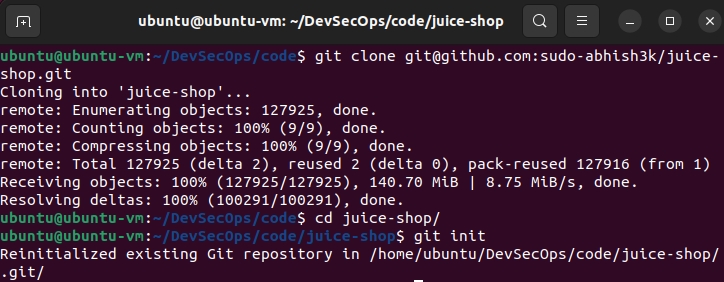 ubuntu@ubuntu-vm: ~/DevSecOps/code/juice-shop
ubuntu@ubuntu-vm:~/DevSecOps/code$ git clone git@github.com:sudo-abhish3k/juice-
shop.git
Cloning into 'juice-shop'...
remote: Enumerating objects: 127925, done.
remote: Counting objects: 100% (9/9), done.
remote: Compressing objects: 100% (9/9), done.
remote: Total 127925 (delta 2), reused 2 (delta 0), pack-reused 127916 (from 1)
Receiving objects: 100% (127925/127925), 140.70 MiB | 8.75 MiB/s, done.
Resolving deltas: 100% (100291/100291), done.
ubuntu@ubuntu-vm:~/DevSecOps/code$ cd juice-shop/
ubuntu@ubuntu-vm:~/DevSecOps/code/juice-shop$ git init
Reinitialized existing Git repository in /home/ubuntu/DevSecOps/code/juice-shop/
.git/